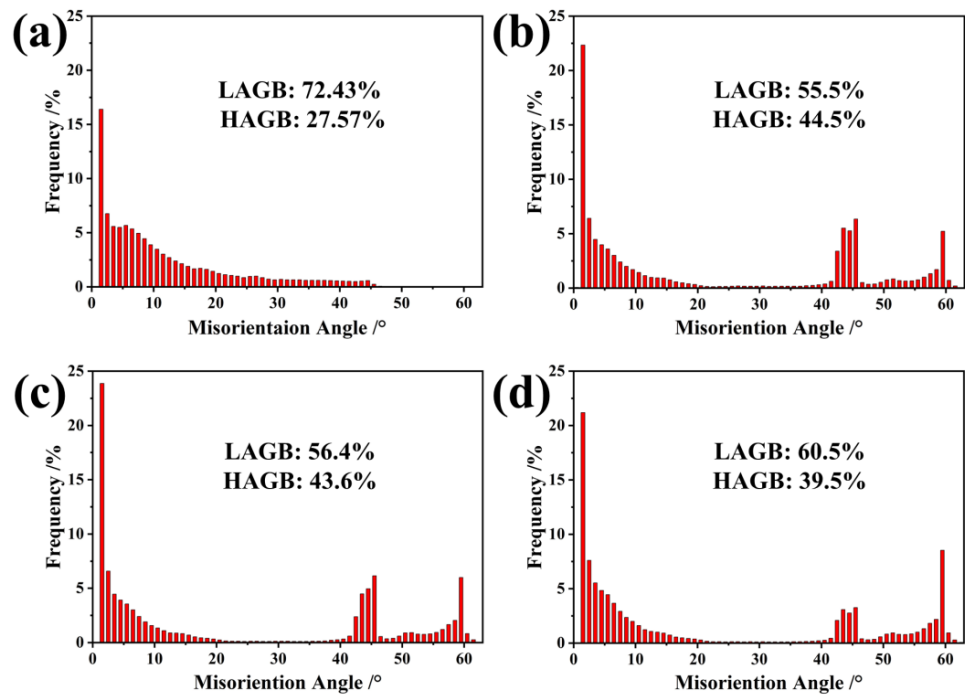 (a)
LAGB: 72.43%
HAGB: 27.57%
Frequency /%
25
20
15
10
5
0
0 10 20 30 40 50 60
Misorientaion Angle /°
(b)
LAGB: 55.5%
HAGB: 44.5%
Frequency /%
25
20
15
10
5
0
0 10 20 30 40 50 60
Misoriention Angle /°
(c)
LAGB: 56.4%
HAGB: 43.6%
Frequency /%
25
20
15
10
5
0
0 10 20 30 40 50 60
Misoriention Angle /°
(d)
LAGB: 60.5%
HAGB: 39.5%
Frequency /%
25
20
15
10
5
0
0 10 20 30 40 50 60
Misoriention Angle /°